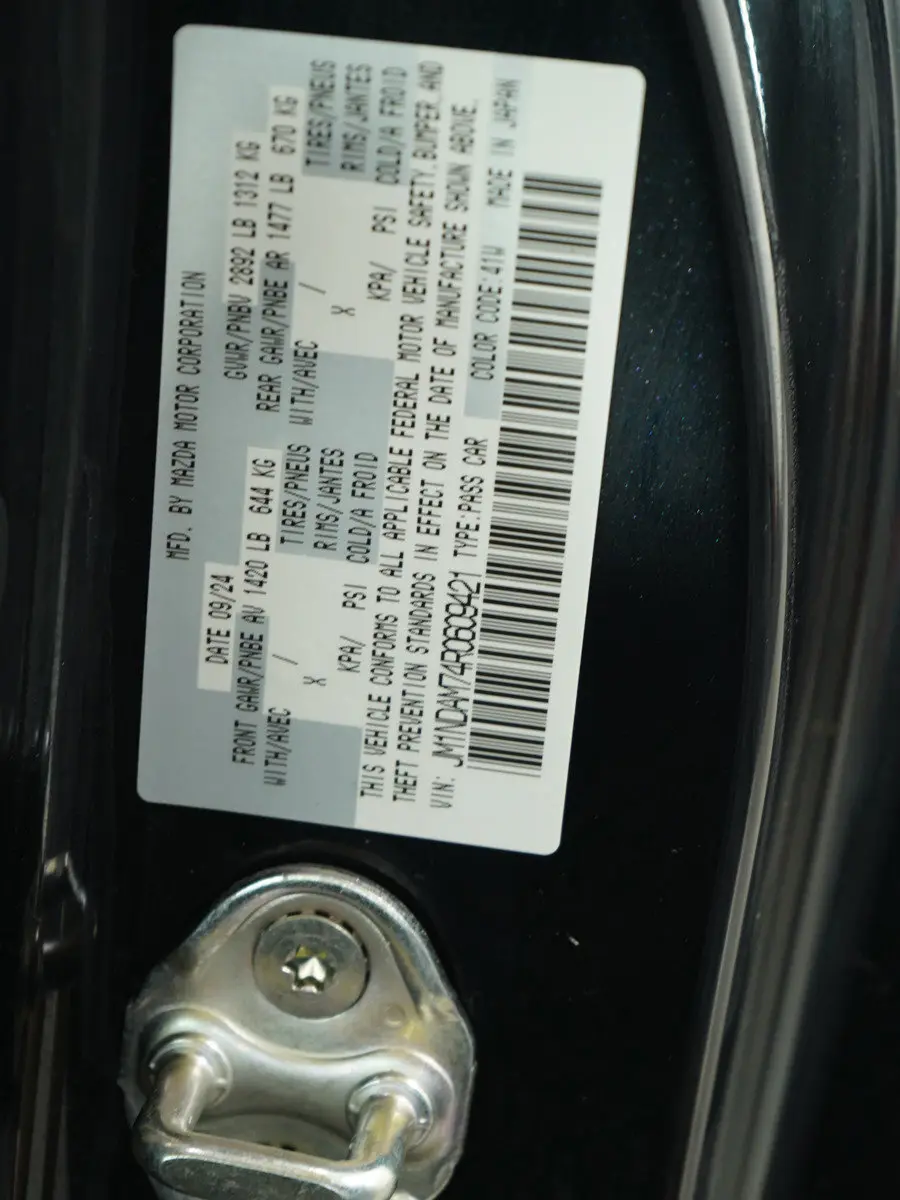 MFD. BY MAZDA MOTOR CORPORATION
DATE 09/24 GVWR/PNBV 2892 LB 1312 KG
FRONT GAWR/PNBE AV 1420 LB 644 KG REAR GAWR/PNBE AR 1477 LB 670 KG
WITH/AVEC / TIRES/PNEUS WITH/AVEC / TIRES/PNEUS
X RIMS/JANTES X RIMS/JANTES
KPA/ PSI COLD/A FROID KPA/ PSI COLD/A FROID
THIS VEHICLE CONFORMS TO ALL APPLICABLE FEDERAL MOTOR VEHICLE SAFETY, BUMPER, AND
THEFT PREVENTION STANDARDS IN EFFECT ON THE DATE OF MANUFACTURE SHOWN ABOVE.
VIN: JM1NDAM74R0609421 TYPE:PASS CAR COLOR CODE:41W MADE IN JAPAN